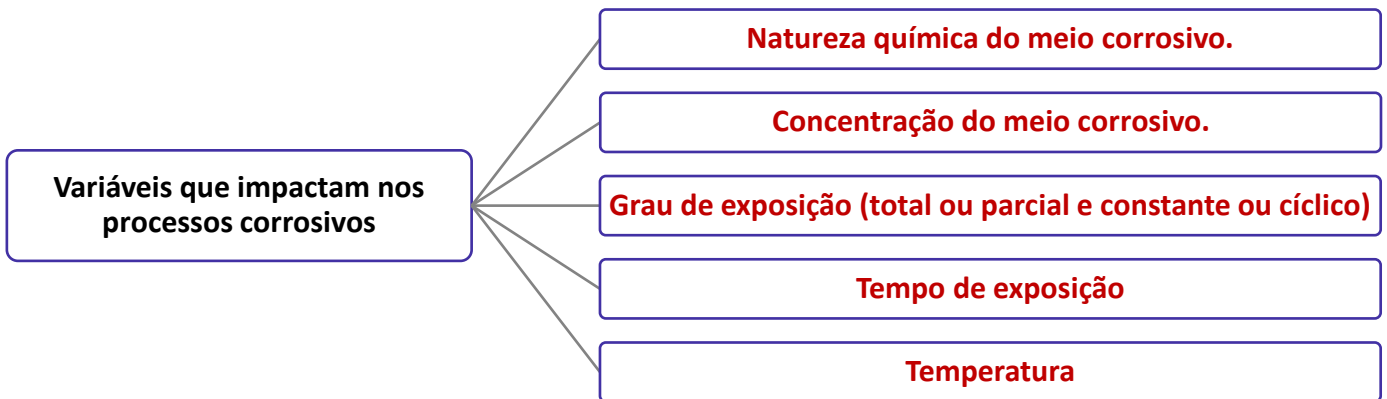 Natureza química do meio corrosivo.
Concentração do meio corrosivo.
Variáveis que impactam nos
processos corrosivos
Grau de exposição (total ou parcial e constante ou cíclico)
Tempo de exposição
Temperatura